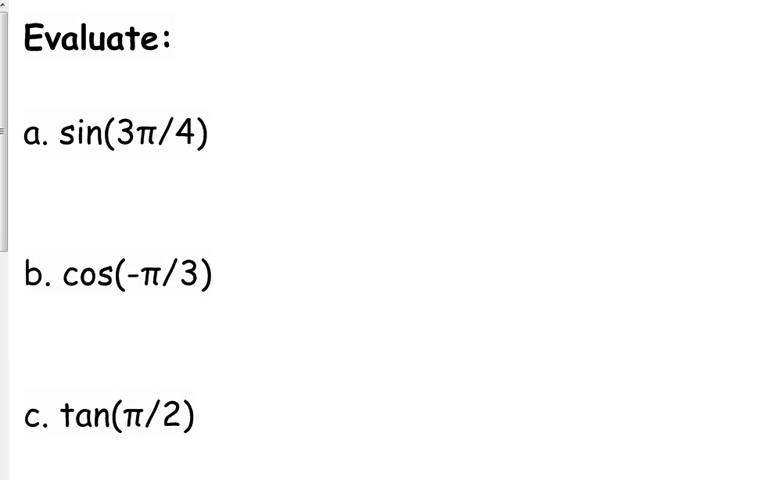 Evaluate:
a. sin(3π/4)
b. cos(-π/3)
c. tan(π/2)